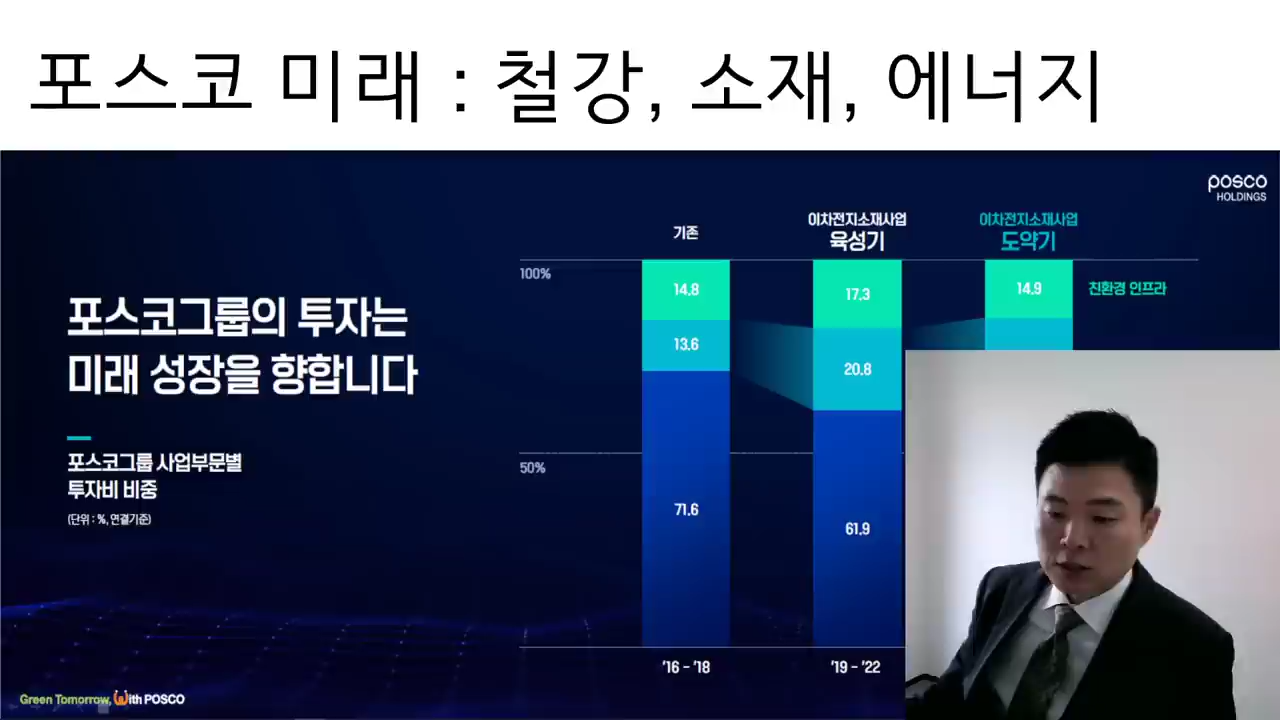 포스코 미래 : 철강, 소재, 에너지
posco
HOLDINGS
포스코그룹의 투자는
미래 성장을 향합니다
포스코그룹 사업부문별
투자비 비중
(단위 : %, 연결기준)
기존
이차전지소재사업
육성기
이차전지소재사업
도약기
100%
14.8
17.3
14.9
친환경 인프라
13.6
20.8
50%
71.6
61.9
'16 - '18
'19 - '22
Green Tomorrow, With POSCO